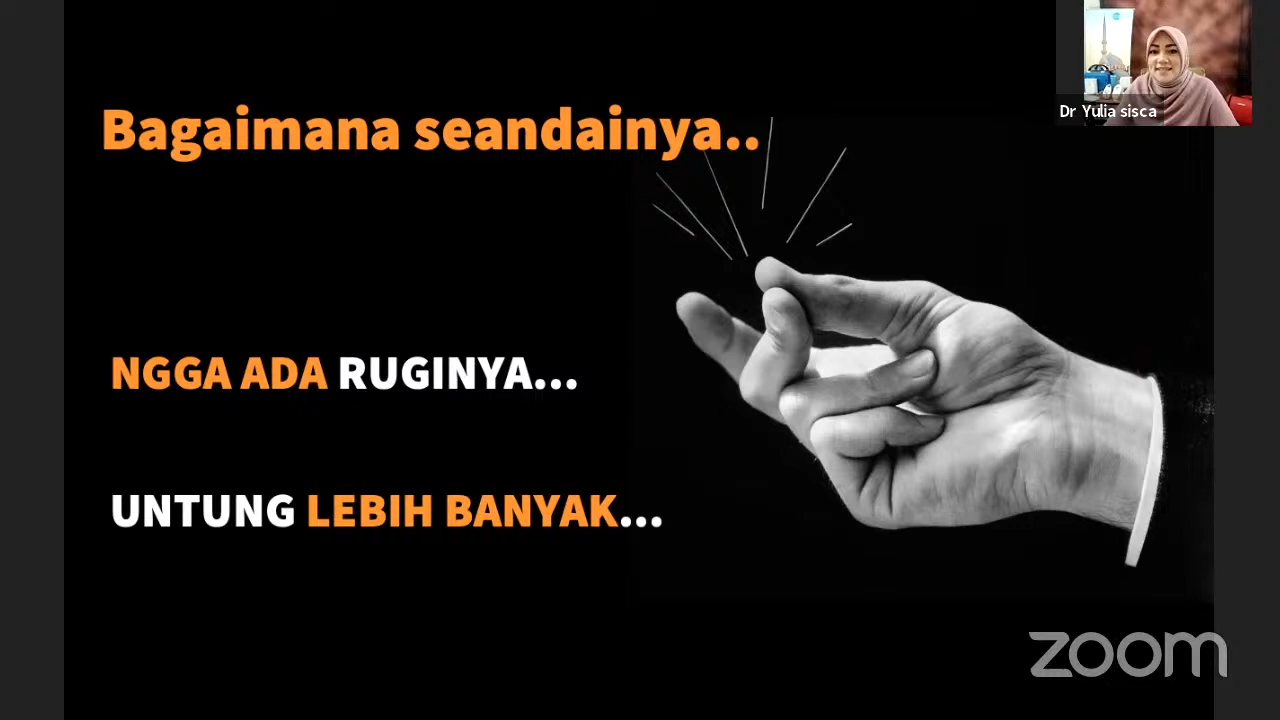 Dr Yulia sisca
Bagaimana seandainya..
NGGA ADA RUGINYA...
UNTUNG LEBIH BANYAK...
zoom